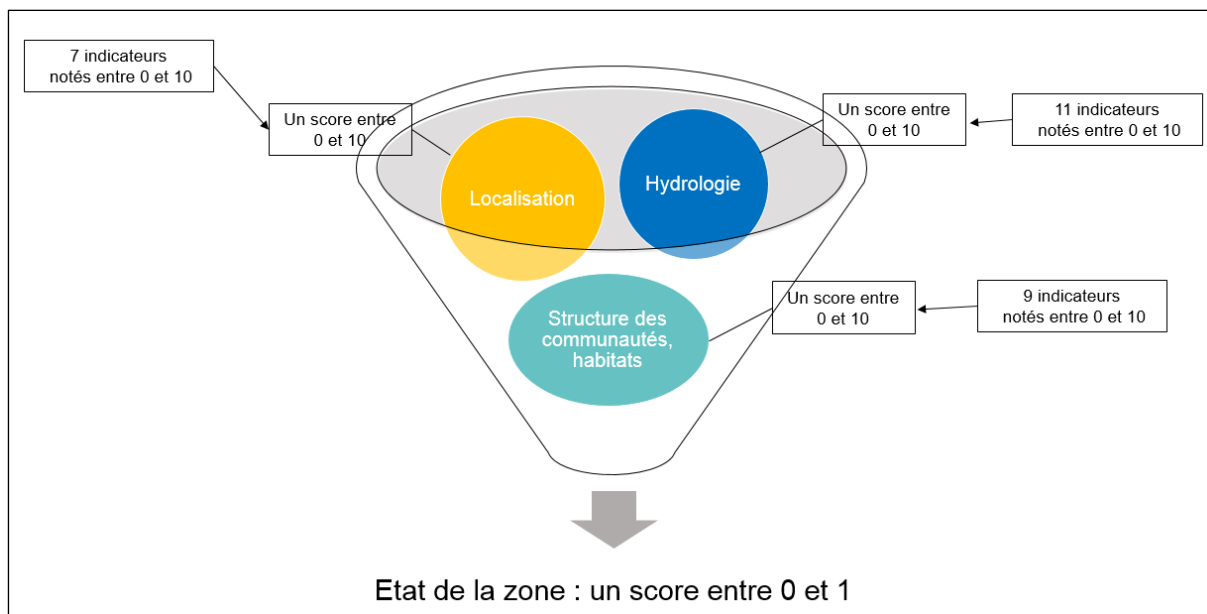 7 indicateurs
notés entre 0 et 10
Un score entre
0 et 10
Un score entre
0 et 10
11 indicateurs
notés entre 0 et 10
Localisation
Hydrologie
Un score entre
0 et 10
9 indicateurs
notés entre 0 et 10
Structure des
communautés,
habitats
Etat de la zone : un score entre 0 et 1